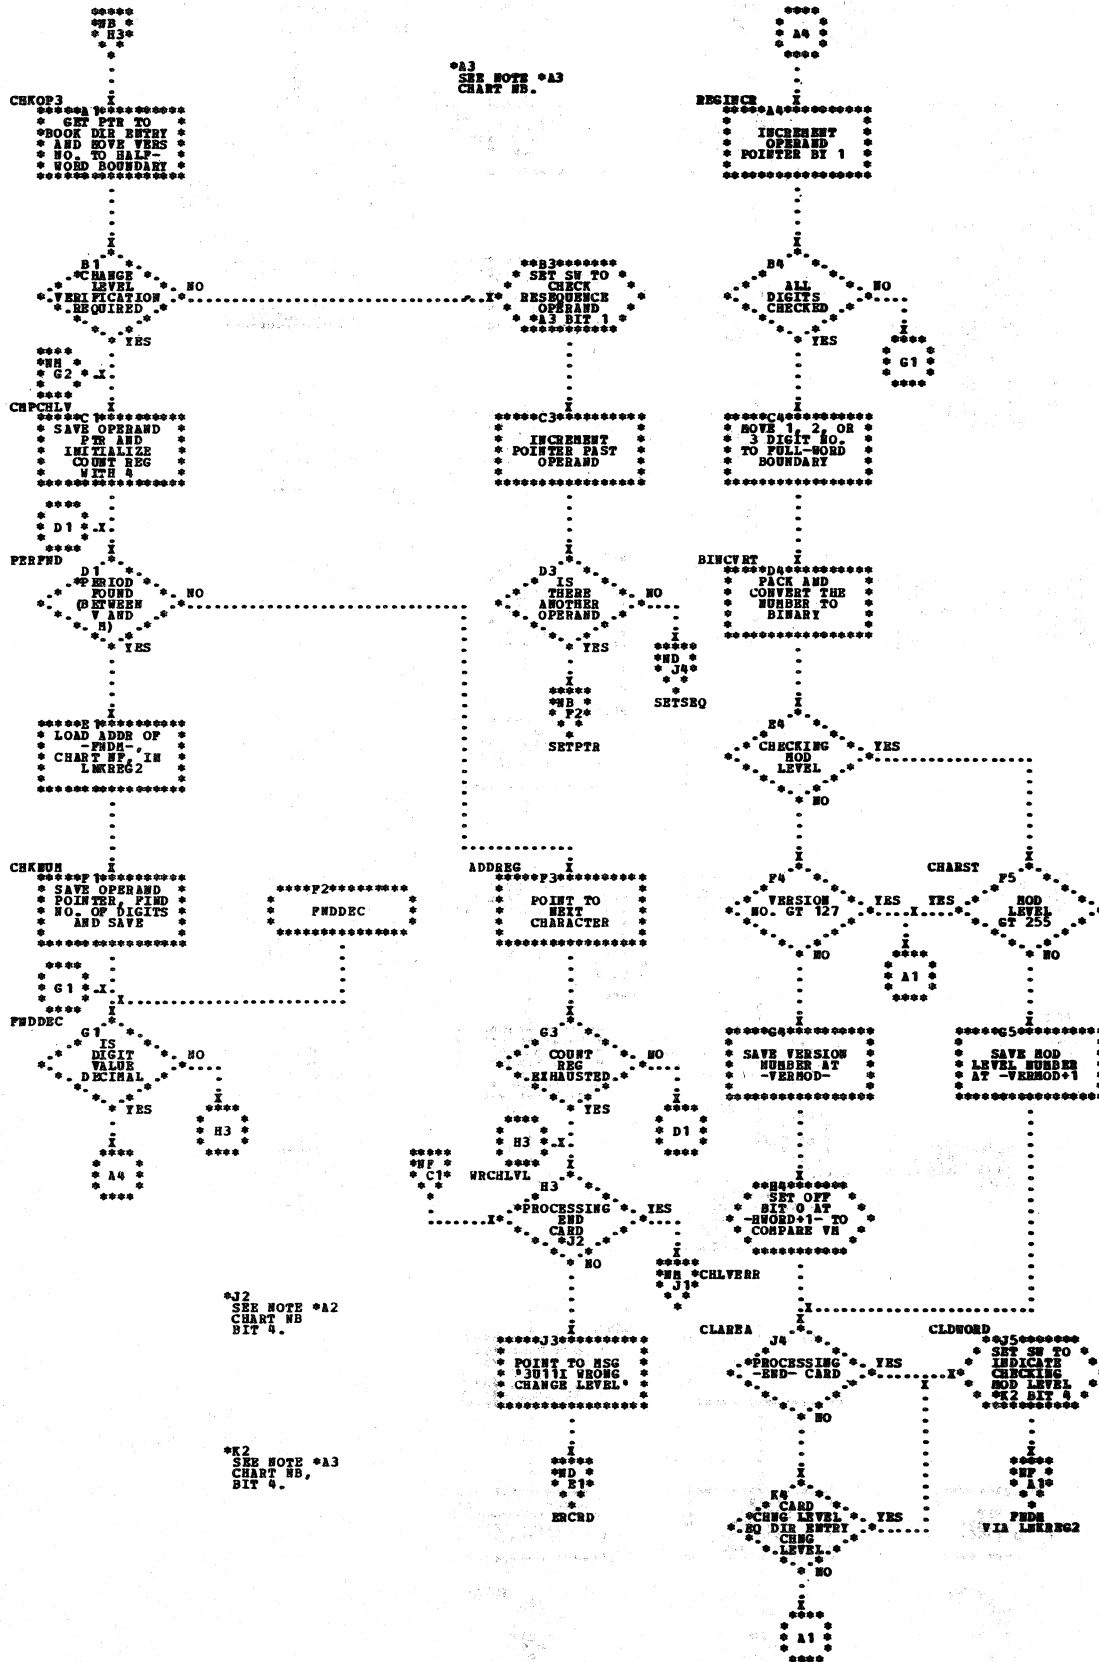 NB
H3
CHKOP3
A1
GET PTR TO
BOOK DIR ENTRY
AND MOVE VERS
NO. TO HALF-
WORD BOUNDARY
B1
CHANGE
LEVEL
VERIFICATION
REQUIRED
NO
YES
NM
G2
CMPCHLV
C1
SAVE OPERAND
PTR AND
INITIALIZE
COUNT REG
WITH 4
D1
PERFND
D1
PERIOD
FOUND
(BETWEEN
V AND
M)
NO
YES
E1
LOAD ADDR OF
-FNDM-,
CHART NP, IN
LNKREG2
CHKNUM
F1
SAVE OPERAND
POINTER, FIND
NO. OF DIGITS
AND SAVE
F2
FNDDEC
G1
FNDDEC
G1
IS
DIGIT
VALUE
DECIMAL
NO
YES
H3
A4
*J2
SEE NOTE *A2
CHART NB
BIT 4.
*K2
SEE NOTE *A3
CHART NB,
BIT 4.
*A3
SEE NOTE *A3
CHART NB.
B3
SET SW TO
CHECK
RESEQUENCE
OPERAND
*A3 BIT 1
C3
INCREMENT
POINTER PAST
OPERAND
D3
IS
THERE
ANOTHER
OPERAND
NO
YES
ND
J4
SETSEQ
NB
F2
SETPTR
ADDREG
F3
POINT TO
NEXT
CHARACTER
G3
COUNT
REG
EXHAUSTED
NO
YES
D1
H3
NP
C1
WRCHLVL
H3
PROCESSING
END
CARD
*J2
YES
NO
NM
J1
CHLVERR
J3
POINT TO MSG
'3D11I WRONG
CHANGE LEVEL'
ND
E1
ERCRD
A4
REGINCR
A4
INCREMENT
OPERAND
POINTER BY 1
B4
ALL
DIGITS
CHECKED
NO
YES
G1
C4
MOVE 1, 2, OR
3 DIGIT NO.
TO FULL-WORD
BOUNDARY
BINCVRT
D4
PACK AND
CONVERT THE
NUMBER TO
BINARY
E4
CHECKING
MOD
LEVEL
YES
NO
F4
VERSION
NO. GT 127
YES
NO
A1
CHARST
F5
MOD
LEVEL
GT 255
YES
NO
G4
SAVE VERSION
NUMBER AT
-VERMOD-
G5
SAVE MOD
LEVEL NUMBER
AT -VERMOD+1
H4
SET OFF
BIT 0 AT
-HWORD+1- TO
COMPARE VM
CLAREA
J4
PROCESSING
-END- CARD
YES
NO
CLDWORD
J5
SET SW TO
INDICATE
CHECKING
MOD LEVEL
*K2 BIT 4
K4
CARD
CHNG LEVEL
EQ DIR ENTRY
CHNG
LEVEL
YES
NO
NP
A1
FNDM
VIA LNKREG2
A1